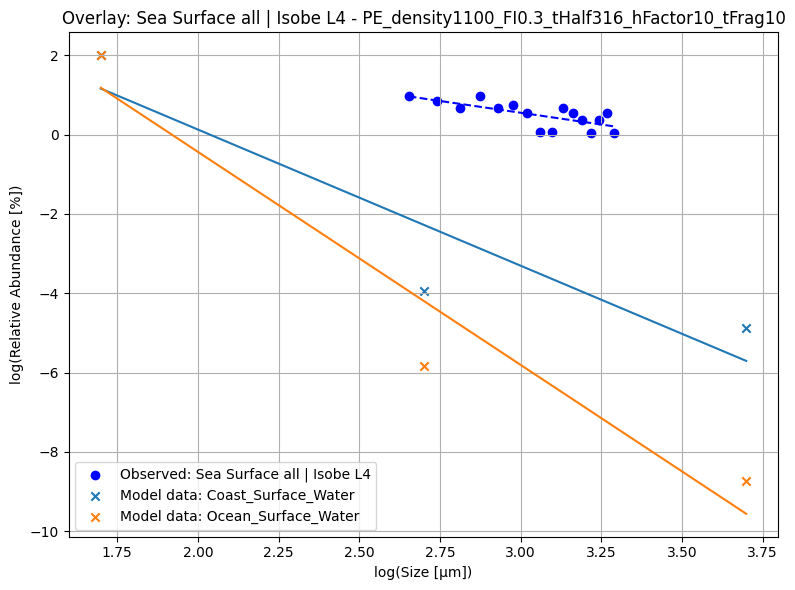 Overlay: Sea Surface all | Isobe L4 - PE_density1100_FI0.3_tHalf316_hFactor10_tFrag10
log(Relative Abundance [%])
2
0
−2
−4
−6
−8
−10
Observed: Sea Surface all | Isobe L4
Model data: Coast_Surface_Water
Model data: Ocean_Surface_Water
1.75 2.00 2.25 2.50 2.75 3.00 3.25 3.50 3.75
log(Size [μm])